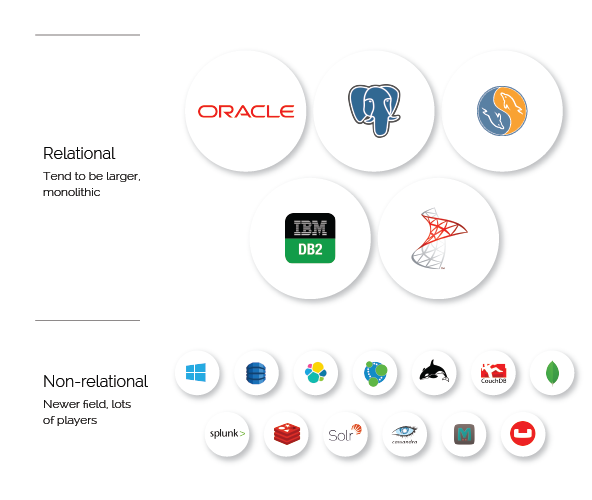 ORACLE
Relational
Tend to be larger,
monolithic
IBM
DB2
Non-relational
Newer field, lots
of players
CouchDB
splunk>
Solr
cassandra
M